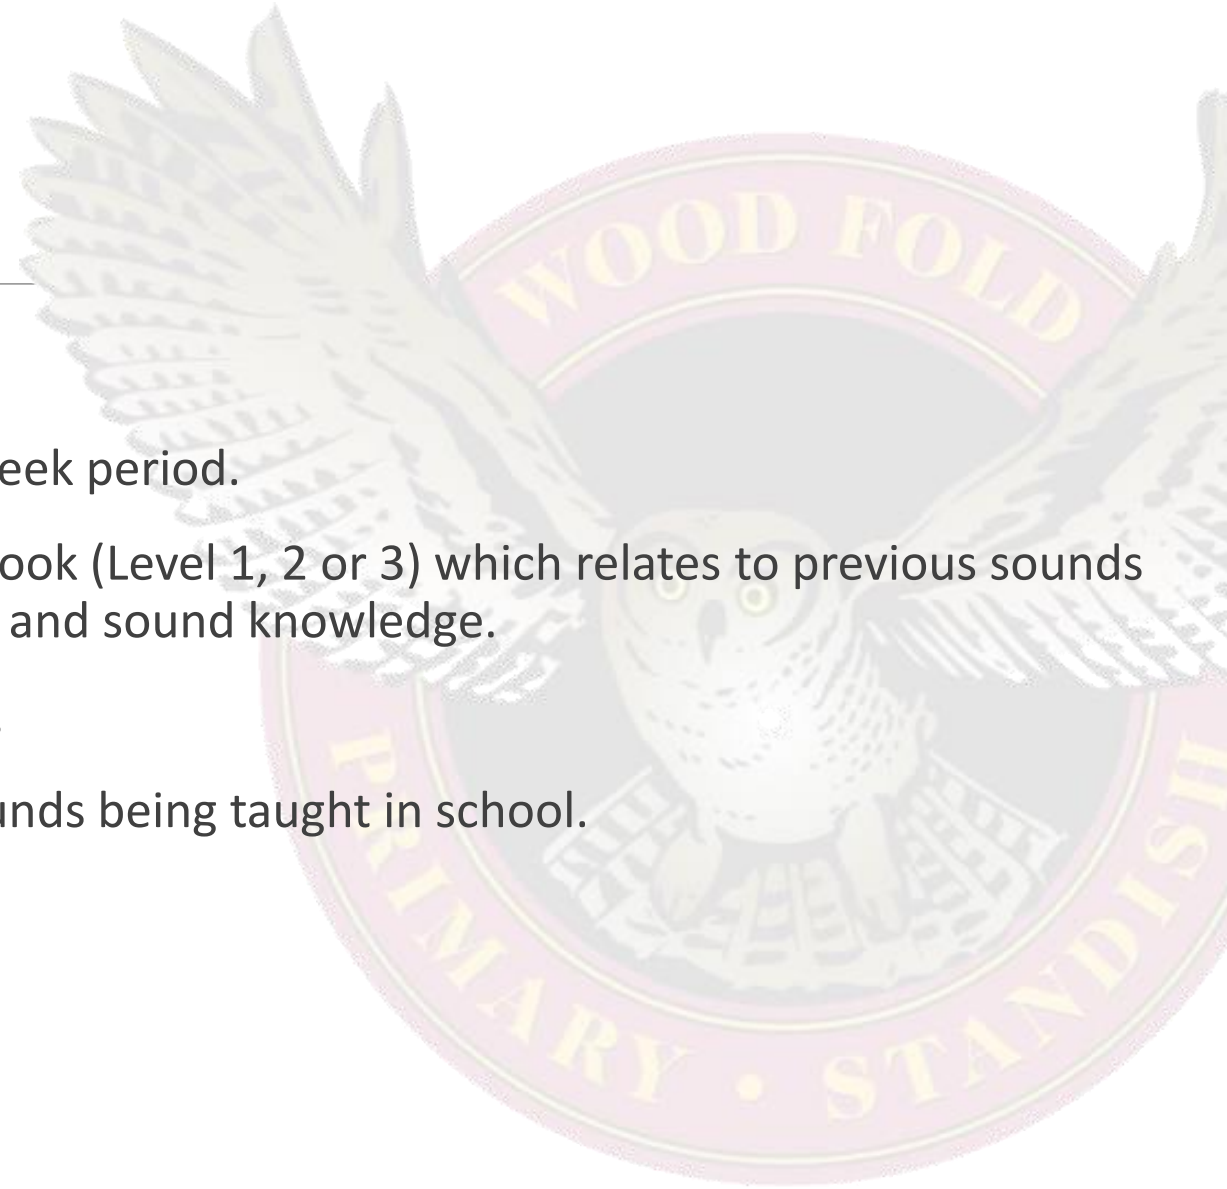 WOOD FOLD
eek period.
ook (Level 1, 2 or 3) which relates to previous sounds
and sound knowledge.
unds being taught in school.
PRIMARY • STANDISH